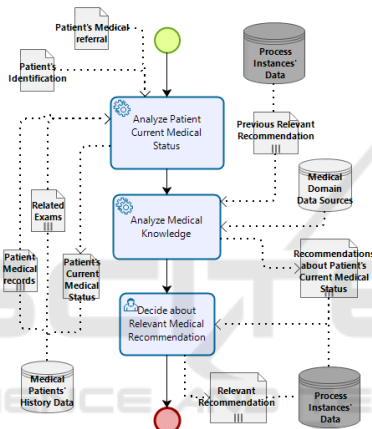 Patient's Medical
referral
Patient's
Identification
Process
Instances'
Data
Analyze Patient
Current Medical
Status
Previous Relevant
Recommendation
Medical
Domain
Data Sources
Related
Exams
Analyze Medical
Knowledge
Patient
Medical
records
Patient's
Current
Medical
Status
Recommendations
about Patient's
Current Medical
Status
Decide about
Relevant Medical
Recommendation
Medical
Patients'
History Data
Relevant
Recommendation
Process
Instances'
Data
ENCE AND